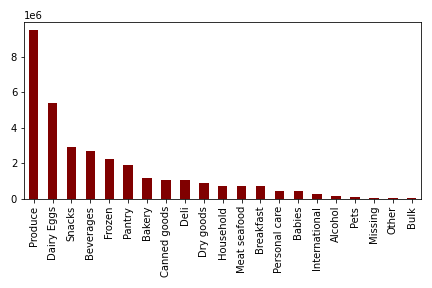 1e6
8
6
4
2
0
Produce
Dairy Eggs
Snacks
Beverages
Frozen
Pantry
Bakery
Canned goods
Deli
Dry goods
Household
Meat seafood
Breakfast
Personal care
Babies
International
Alcohol
Pets
Missing
Other
Bulk